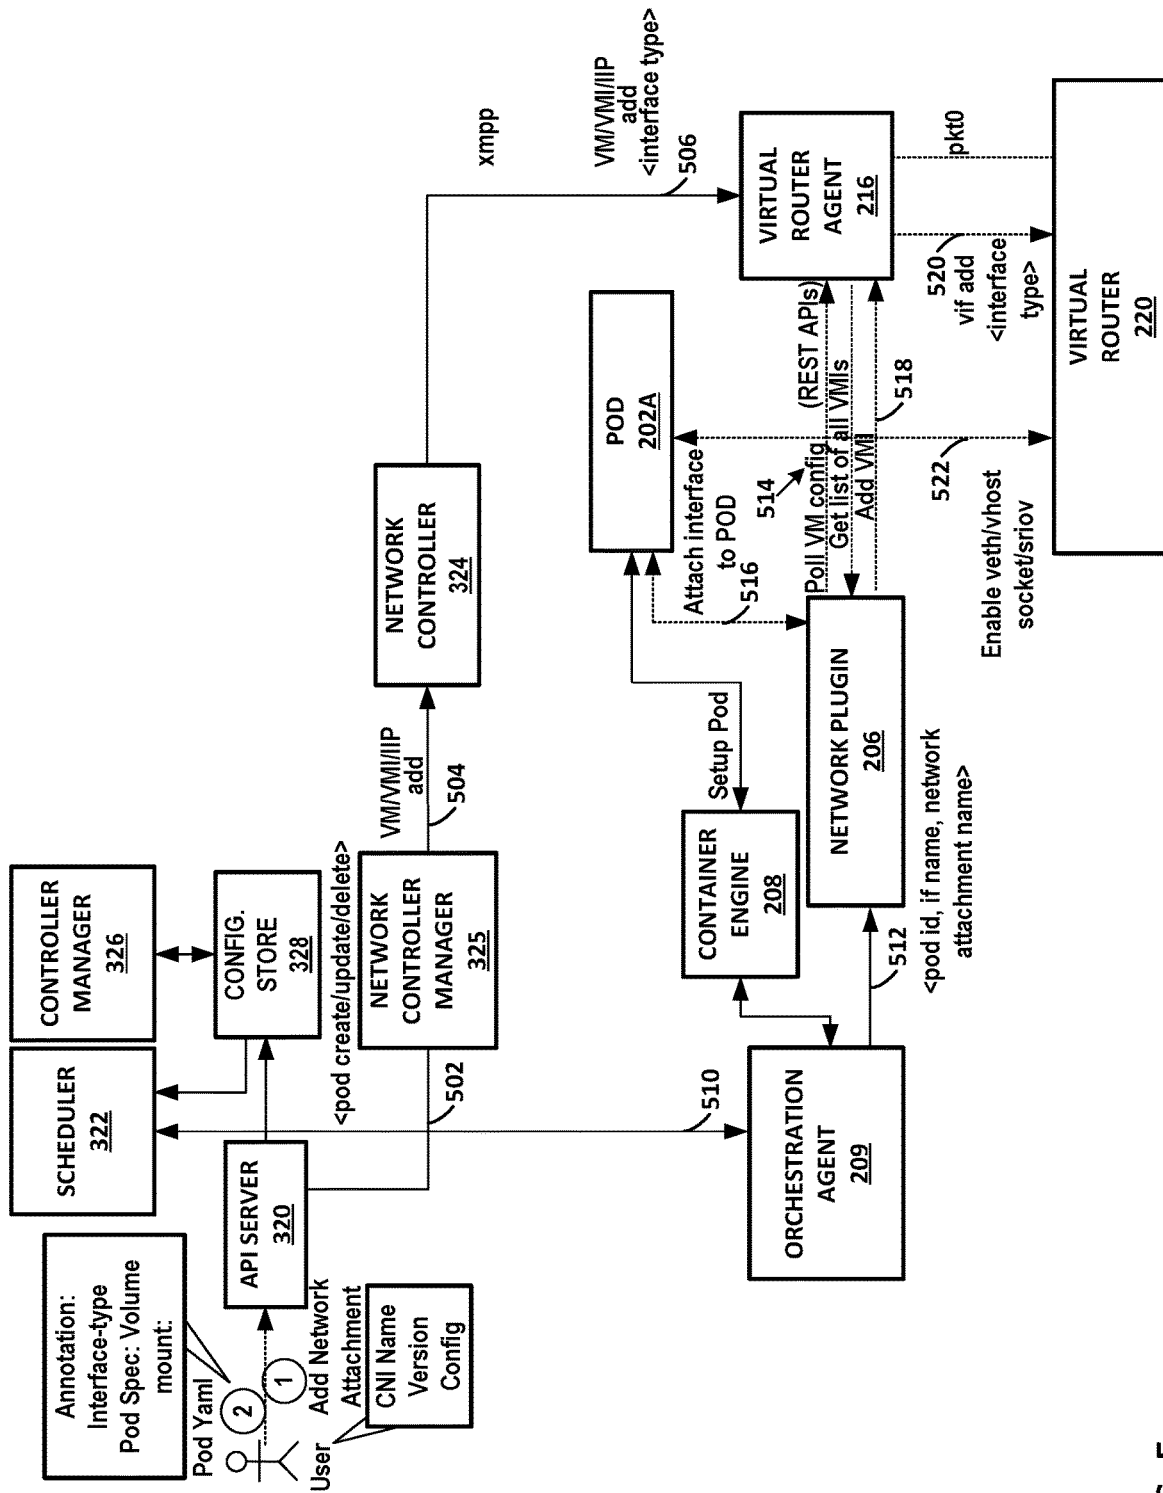 Annotation:
Interface-type
Pod Spec: Volume
mount:
Pod Yaml
2
1
User
Add Network
Attachment
CNI Name
Version
Config
SCHEDULER
322
CONTROLLER
MANAGER
326
API SERVER
320
CONFIG.
STORE
328
<pod create/update/delete>
502
NETWORK
CONTROLLER
MANAGER
325
VM/VMI/IIP
add
504
NETWORK
CONTROLLER
324
xmpp
VM/VMI/IIP
add
<interface type>
506
510
ORCHESTRATION
AGENT
209
CONTAINER
ENGINE
208
Setup Pod
POD
202A
Attach interface
to POD
516
512
<pod id, if name, network
attachment name>
NETWORK PLUGIN
206
514
Poll VM config
(REST APIs)
Get list of all VMIs
Add VMI
518
VIRTUAL
ROUTER
AGENT
216
pkt0
520
vif add
<interface
type>
522
Enable veth/vhost
socket/sriov
VIRTUAL
ROUTER
220